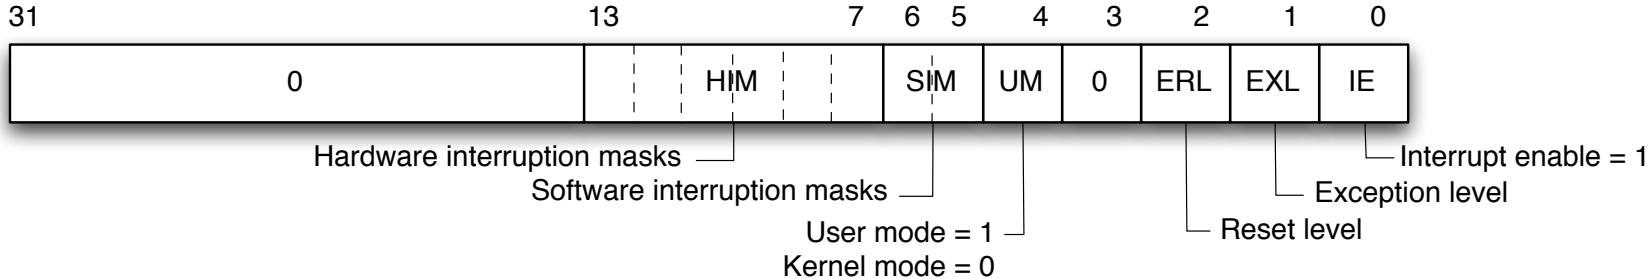 31 13 7 6 5 4 3 2 1 0
0 HIM SIM UM 0 ERL EXL IE
Hardware interruption masks
Interrupt enable = 1
Software interruption masks
Exception level
User mode = 1
Reset level
Kernel mode = 0